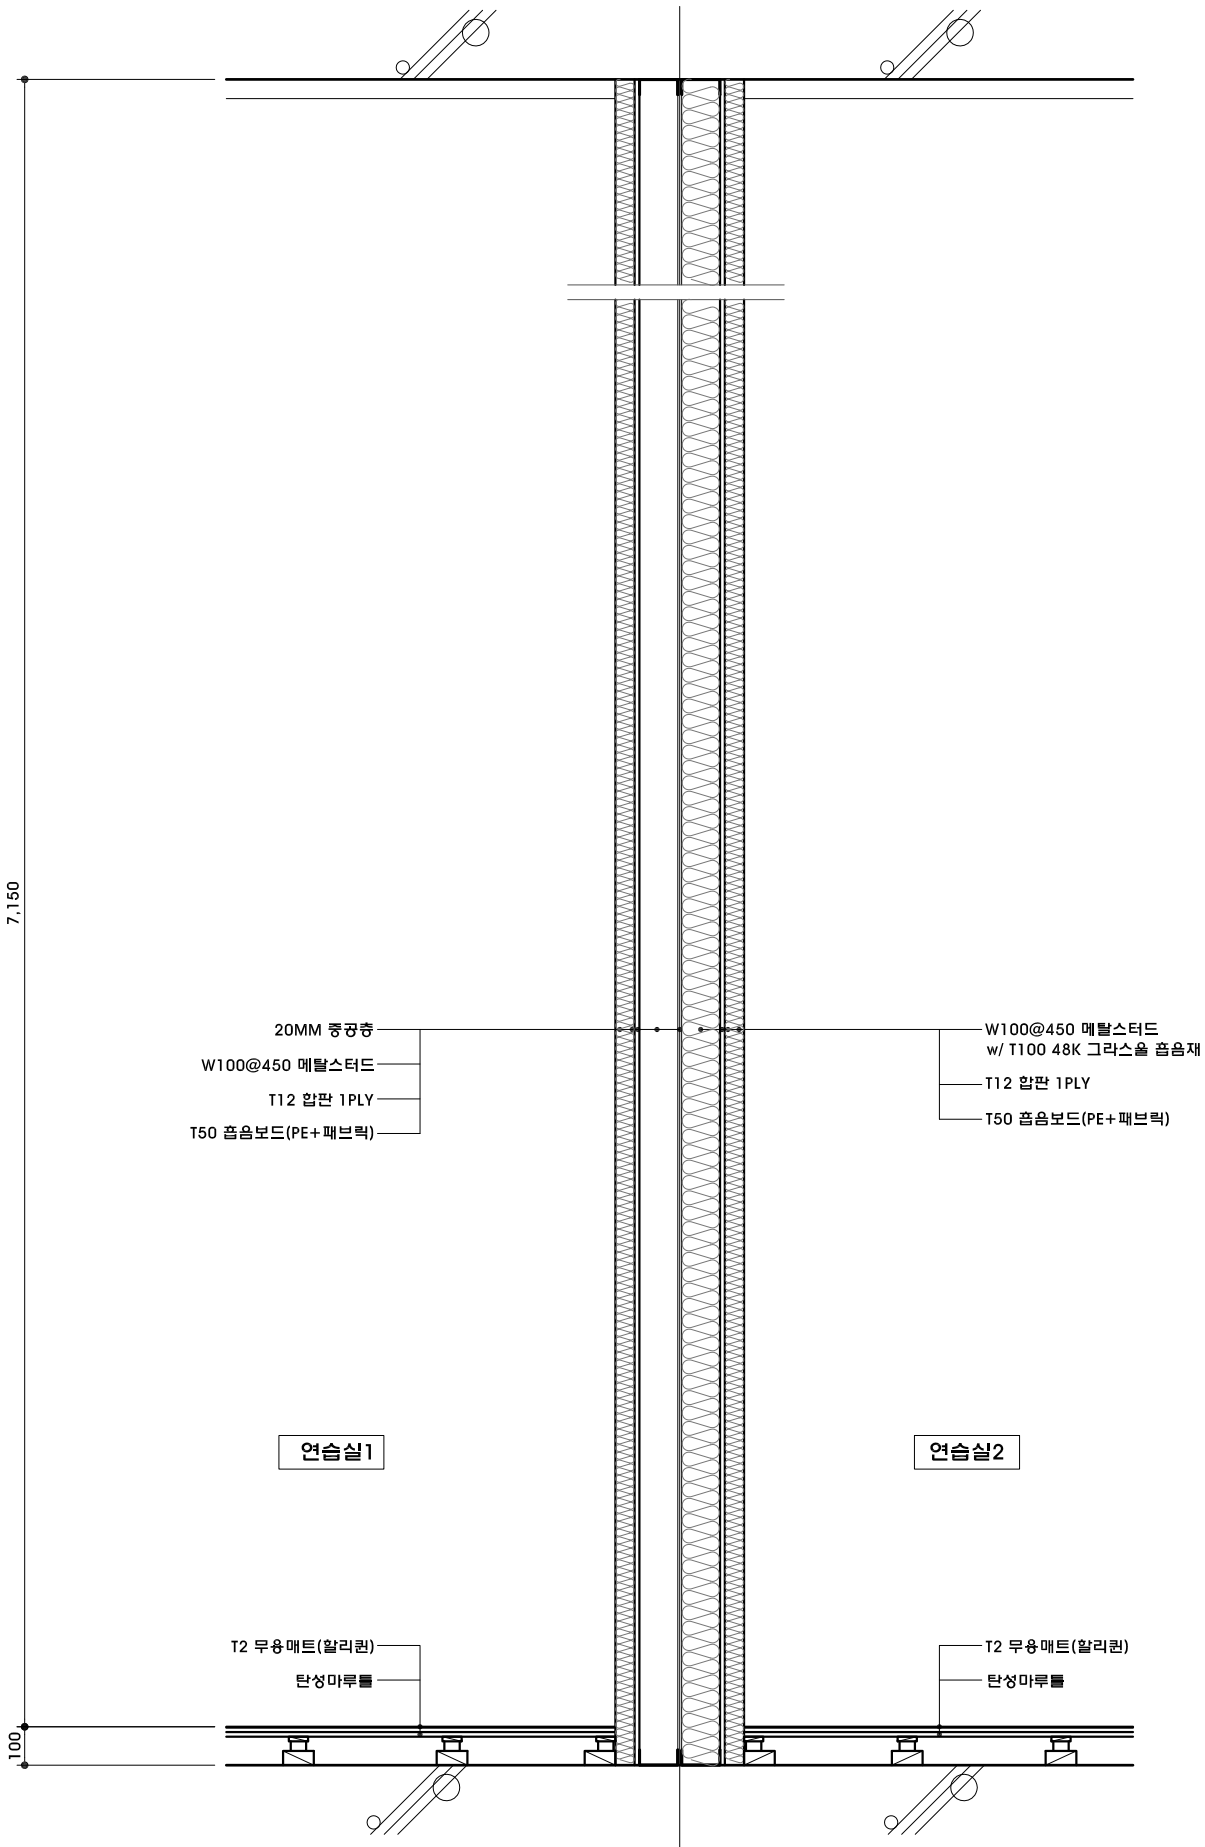 7,150
20MM 중공층
W100@450 메탈스터드
T12 합판 1PLY
T50 흡음보드(PE+패브릭)
W100@450 메탈스터드
w/ T100 48K 그라스울 흡음재
T12 합판 1PLY
T50 흡음보드(PE+패브릭)
연습실1
연습실2
T2 무용매트(할리퀸)
탄성마루틀
T2 무용매트(할리퀸)
탄성마루틀
100